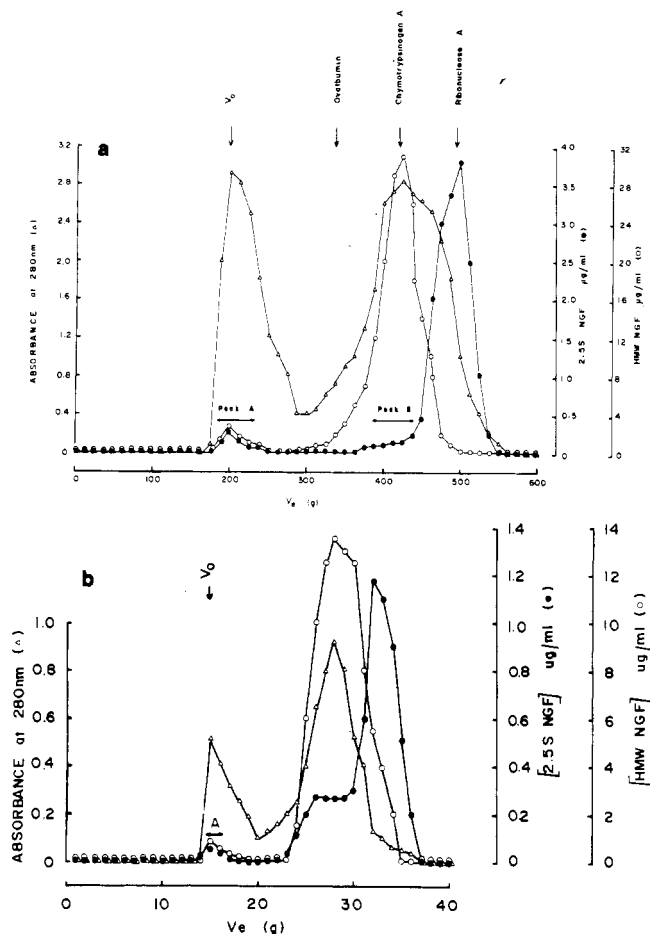 Vo
Ovalbumin
Chymotrypsinogen A
Ribonuclease A
a
3.2
2.8
2.4
2.0
1.6
1.2
0.8
0.4
0
ABSORBANCE at 280nm (△)
4.0
3.5
3.0
2.5
2.0
1.5
1.0
0.5
0
2.5S NGF µg/ml (●)
32
28
24
20
16
12
8
4
0
HMW NGF µg/ml (○)
Peak A
Peak B
0 100 200 300 400 500 600
Ve (g)
b
Vo
1.0
0.8
0.6
0.4
0.2
0
ABSORBANCE at 280nm (△)
A
1.4
1.2
1.0
0.8
0.6
0.4
0.2
0
[2.5S NGF] ug/ml (●)
14
12
10
8
6
4
2
0
[HMW NGF] ug/ml (○)
0 10 20 30 40
Ve (g)